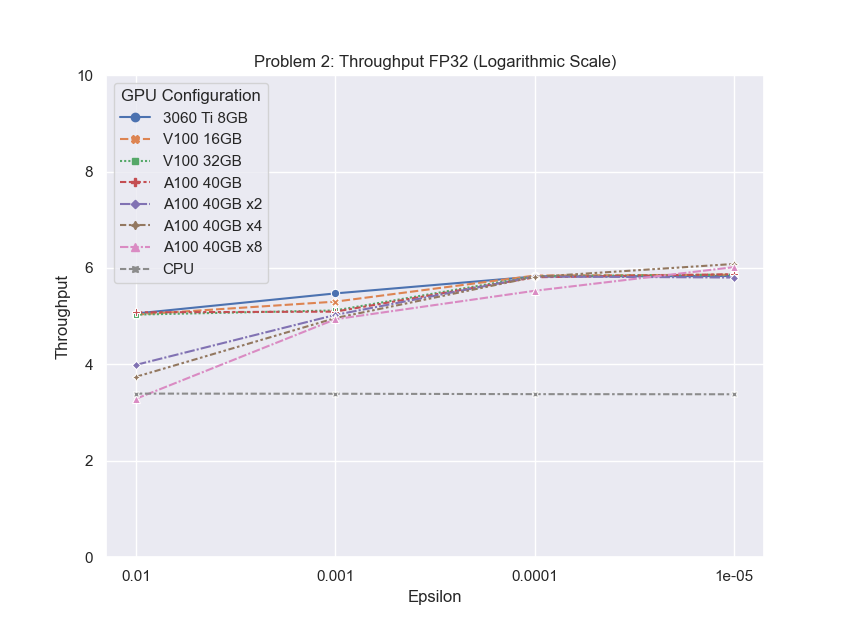 Problem 2: Throughput FP32 (Logarithmic Scale)
GPU Configuration
3060 Ti 8GB
V100 16GB
V100 32GB
A100 40GB
A100 40GB x2
A100 40GB x4
A100 40GB x8
CPU
Throughput
10
8
6
4
2
0
0.01
0.001
0.0001
1e-05
Epsilon